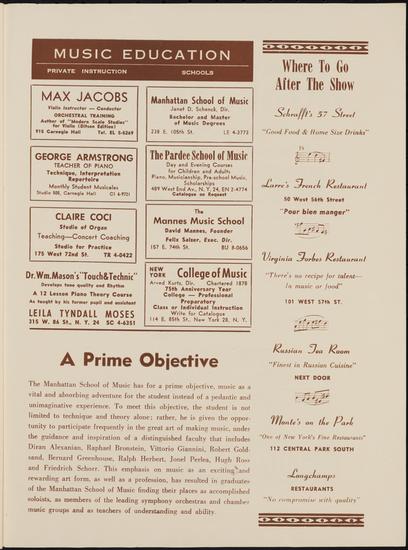 MUSIC EDUCATION
PRIVATE INSTRUCTION SCHOOLS
MAX JACOBS
Violin Instructor — Conductor
ORCHESTRAL TRAINING
Author of "Modern Scale Studies"
for Violin (Ditson Edition)
915 Carnegie Hall Tel. EL 5-6269
GEORGE ARMSTRONG
TEACHER OF PIANO
Technique, Interpretation
Repertoire
Monthly Student Musicales
Studio 505, Carnegie Hall CI 6-9721
CLAIRE COCI
Studio of Organ
Teaching—Concert Coaching
Studio for Practice
175 West 72nd St. TR 4-0422
Dr. Wm. Mason's "Touch & Technic"
Develops tone quality and Rhythm
A 12 Lesson Piano Theory Course
As taught by his former pupil and assistant
LEILA TYNDALL MOSES
315 W. 86 St., N. Y. 24 SC 4-6351
Manhattan School of Music
Janet D. Schenck, Dir.
Bachelor and Master
of Music Degrees
238 E. 105th St. LE 4-3773
The Pardee School of Music
Day and Evening Courses
for Children and Adults
Piano, Musicianship, Pre-school Music,
Scholarships
489 West End Av., N. Y. 24, EN 2-4774
Catalogue on Request
The
Mannes Music School
David Mannes, Founder
Felix Salzer, Exec. Dir.
157 E. 74th St. BU 8-0656
NEW YORK College of Music
Arved Kurtz, Dir. Chartered 1878
75th Anniversary Year
College — Professional
Preparatory
Class or Individual Instruction
Write for Catalogue
114 E. 85th St., New York 28, N. Y.
A Prime Objective
The Manhattan School of Music has for a prime objective, music as a
vital and absorbing adventure for the student instead of a pedantic and
unimaginative experience. To meet this objective, the student is not
limited to technique and theory alone; rather, he is given the oppor-
tunity to participate frequently in the great art of making music, under
the guidance and inspiration of a distinguished faculty that includes
Diran Alexanian, Raphael Bronstein, Vittorio Giannini, Robert Gold-
sand, Bernard Greenhouse, Ralph Herbert, Jonel Perlea, Hugh Ross
and Friedrich Schorr. This emphasis on music as an exciting and
rewarding art form, as well as a profession, has resulted in graduates
of the Manhattan School of Music finding their places as accomplished
soloists, as members of the leading symphony orchestras and chamber
music groups and as teachers of understanding and ability.
Where To Go
After The Show
Schrafft's 57 Street
"Good Food & Home Size Drinks"
Larre's French Restaurant
50 West 56th Street
"Pour bien manger"
Virginia Forbes Restaurant
"There's no recipe for talent—
In music or food"
101 WEST 57th ST.
Russian Tea Room
"Finest in Russian Cuisine"
NEXT DOOR
Monte's on the Park
"One of New York's Fine Restaurants"
112 CENTRAL PARK SOUTH
Longchamps
RESTAURANTS
"No compromise with quality"